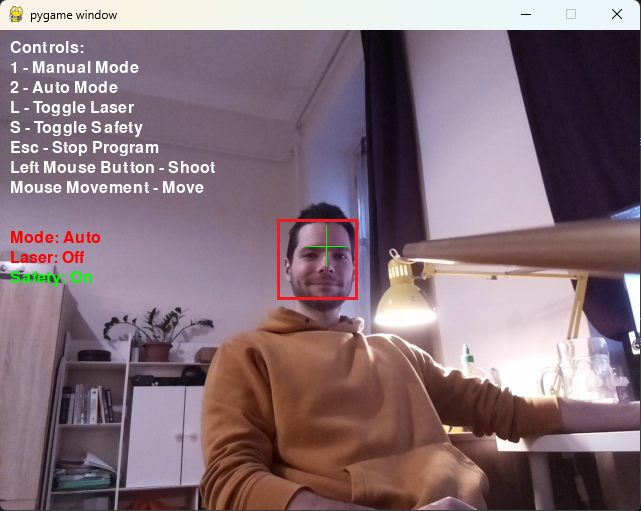 pygame window
Controls:
1 - Manual Mode
2 - Auto Mode
L - Toggle Laser
S - Toggle Safety
Esc - Stop Program
Left Mouse Button - Shoot
Mouse Movement - Move
Mode: Auto
Laser: Off
Safety: On